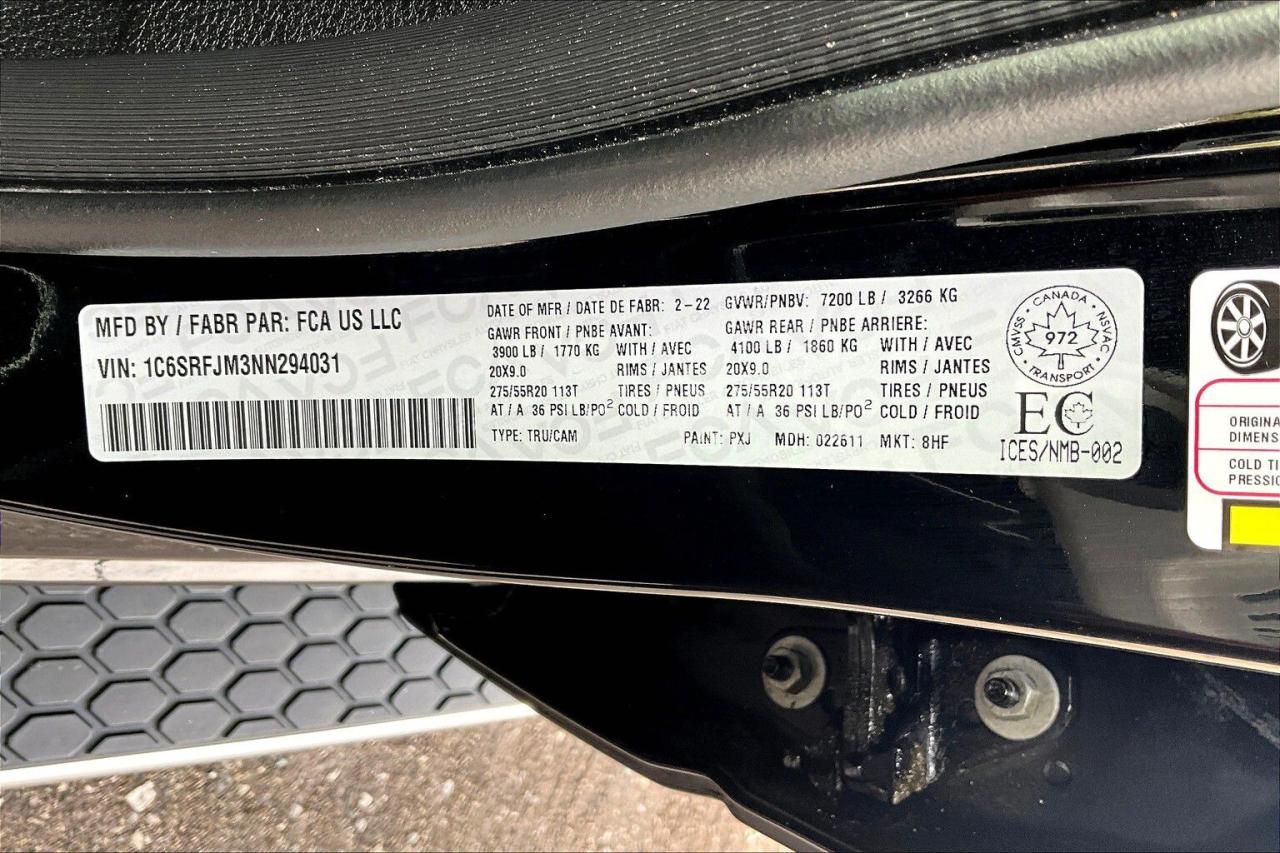 MFD BY / FABR PAR: FCA US LLC
VIN: 1C6SRFJM3NN294031
DATE OF MFR / DATE DE FABR: 2-22 GVWR/PNBV: 7200 LB / 3266 KG
GAWR FRONT / PNBE AVANT: GAWR REAR / PNBE ARRIERE:
3900 LB / 1770 KG WITH / AVEC 4100 LB / 1860 KG WITH / AVEC
20X9.0 RIMS / JANTES 20X9.0 RIMS / JANTES
275/55R20 113T TIRES / PNEUS 275/55R20 113T TIRES / PNEUS
AT / A 36 PSI LB/PO² COLD / FROID AT / A 36 PSI LB/PO² COLD / FROID
TYPE: TRU/CAM PAINT: PXJ MDH: 022611 MKT: 8HF
CANADA
CMVSS 972 NSVAC
TRANSPORT
EC
ICES/NMB-002
ORIGINA
DIMENS
COLD TI
PRESSIO